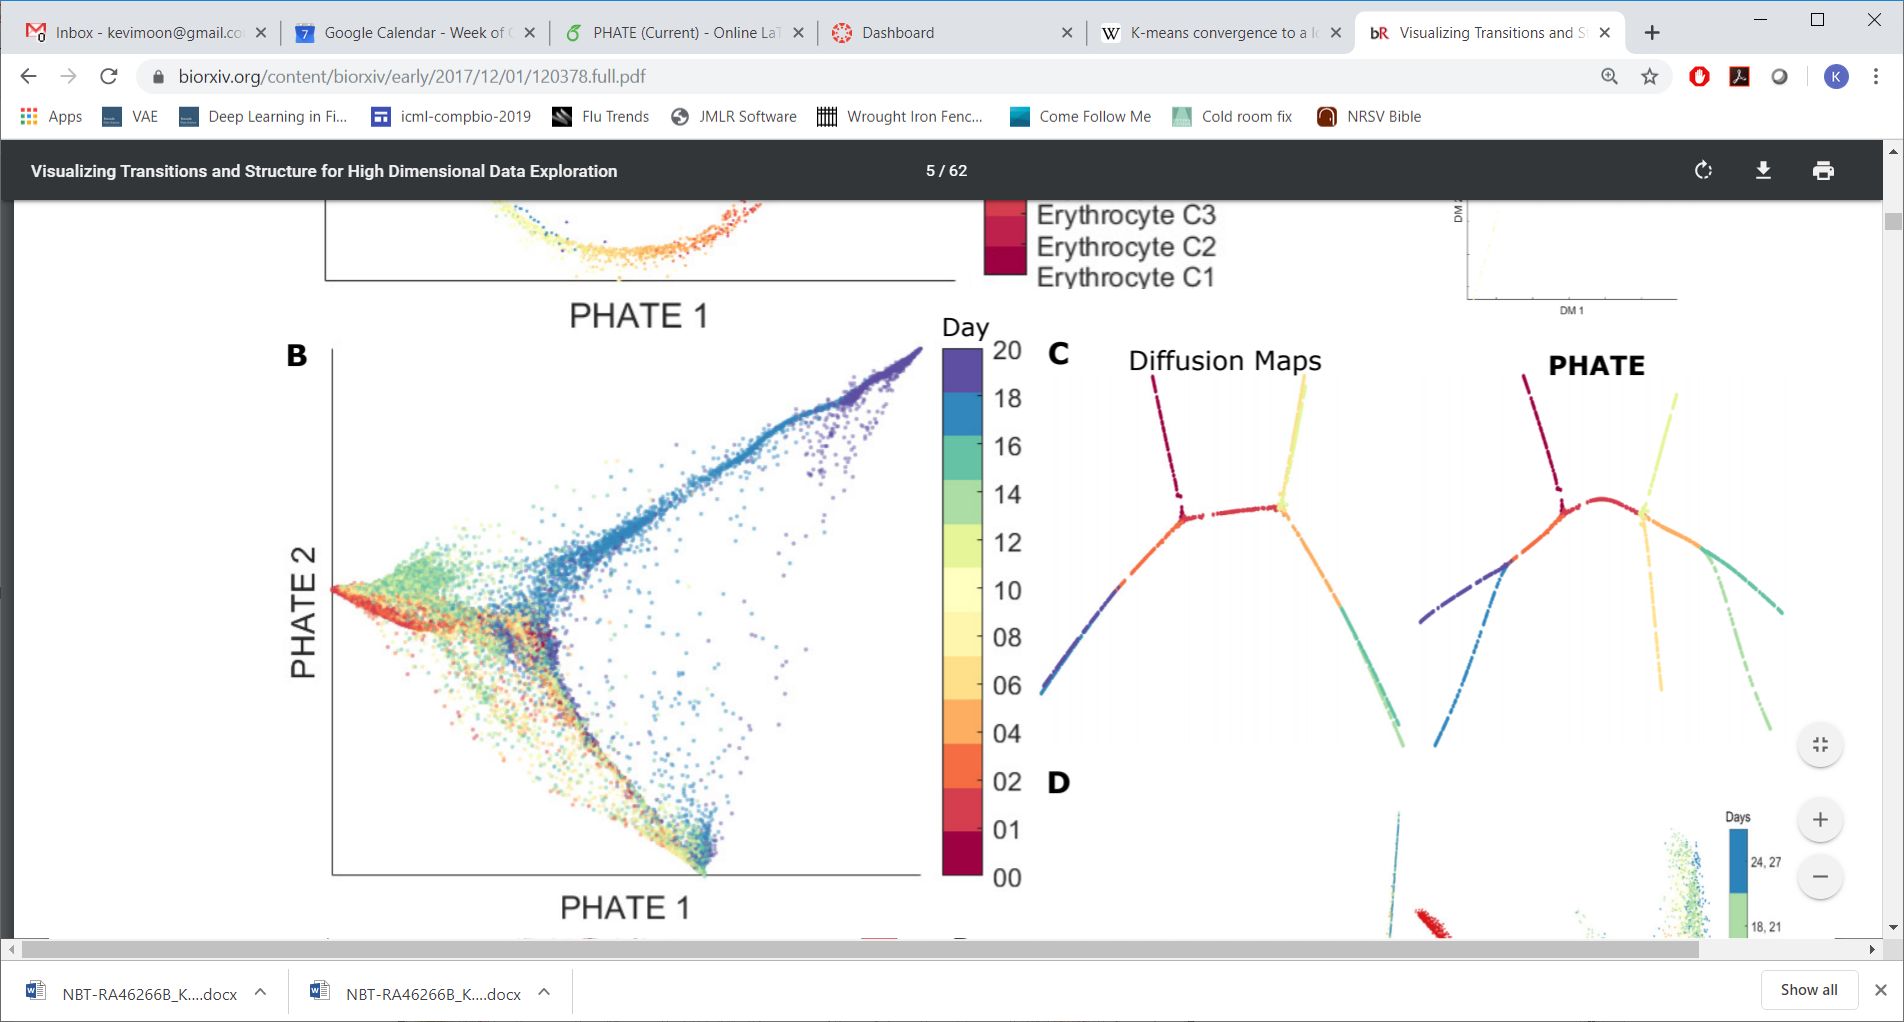 Inbox - kevimoon@gmail.co
Google Calendar - Week of
PHATE (Current) - Online LaT
Dashboard
W K-means convergence to a lo
bR Visualizing Transitions and S
biorxiv.org/content/biorxiv/early/2017/12/01/120378.full.pdf
K
Apps
VAE
Deep Learning in Fi...
icml-compbio-2019
Flu Trends
JMLR Software
Wrought Iron Fenc...
Come Follow Me
Cold room fix
NRSV Bible
Visualizing Transitions and Structure for High Dimensional Data Exploration
5 / 62
Erythrocyte C3
Erythrocyte C2
Erythrocyte C1
PHATE 1
DM
DM 1
B
PHATE 2
PHATE 1
Day
20
18
16
14
12
10
08
06
04
02
01
00
C
Diffusion Maps
PHATE
D
Days
24, 27
18, 21
NBT-RA46266B_K....docx
NBT-RA46266B_K....docx
Show all